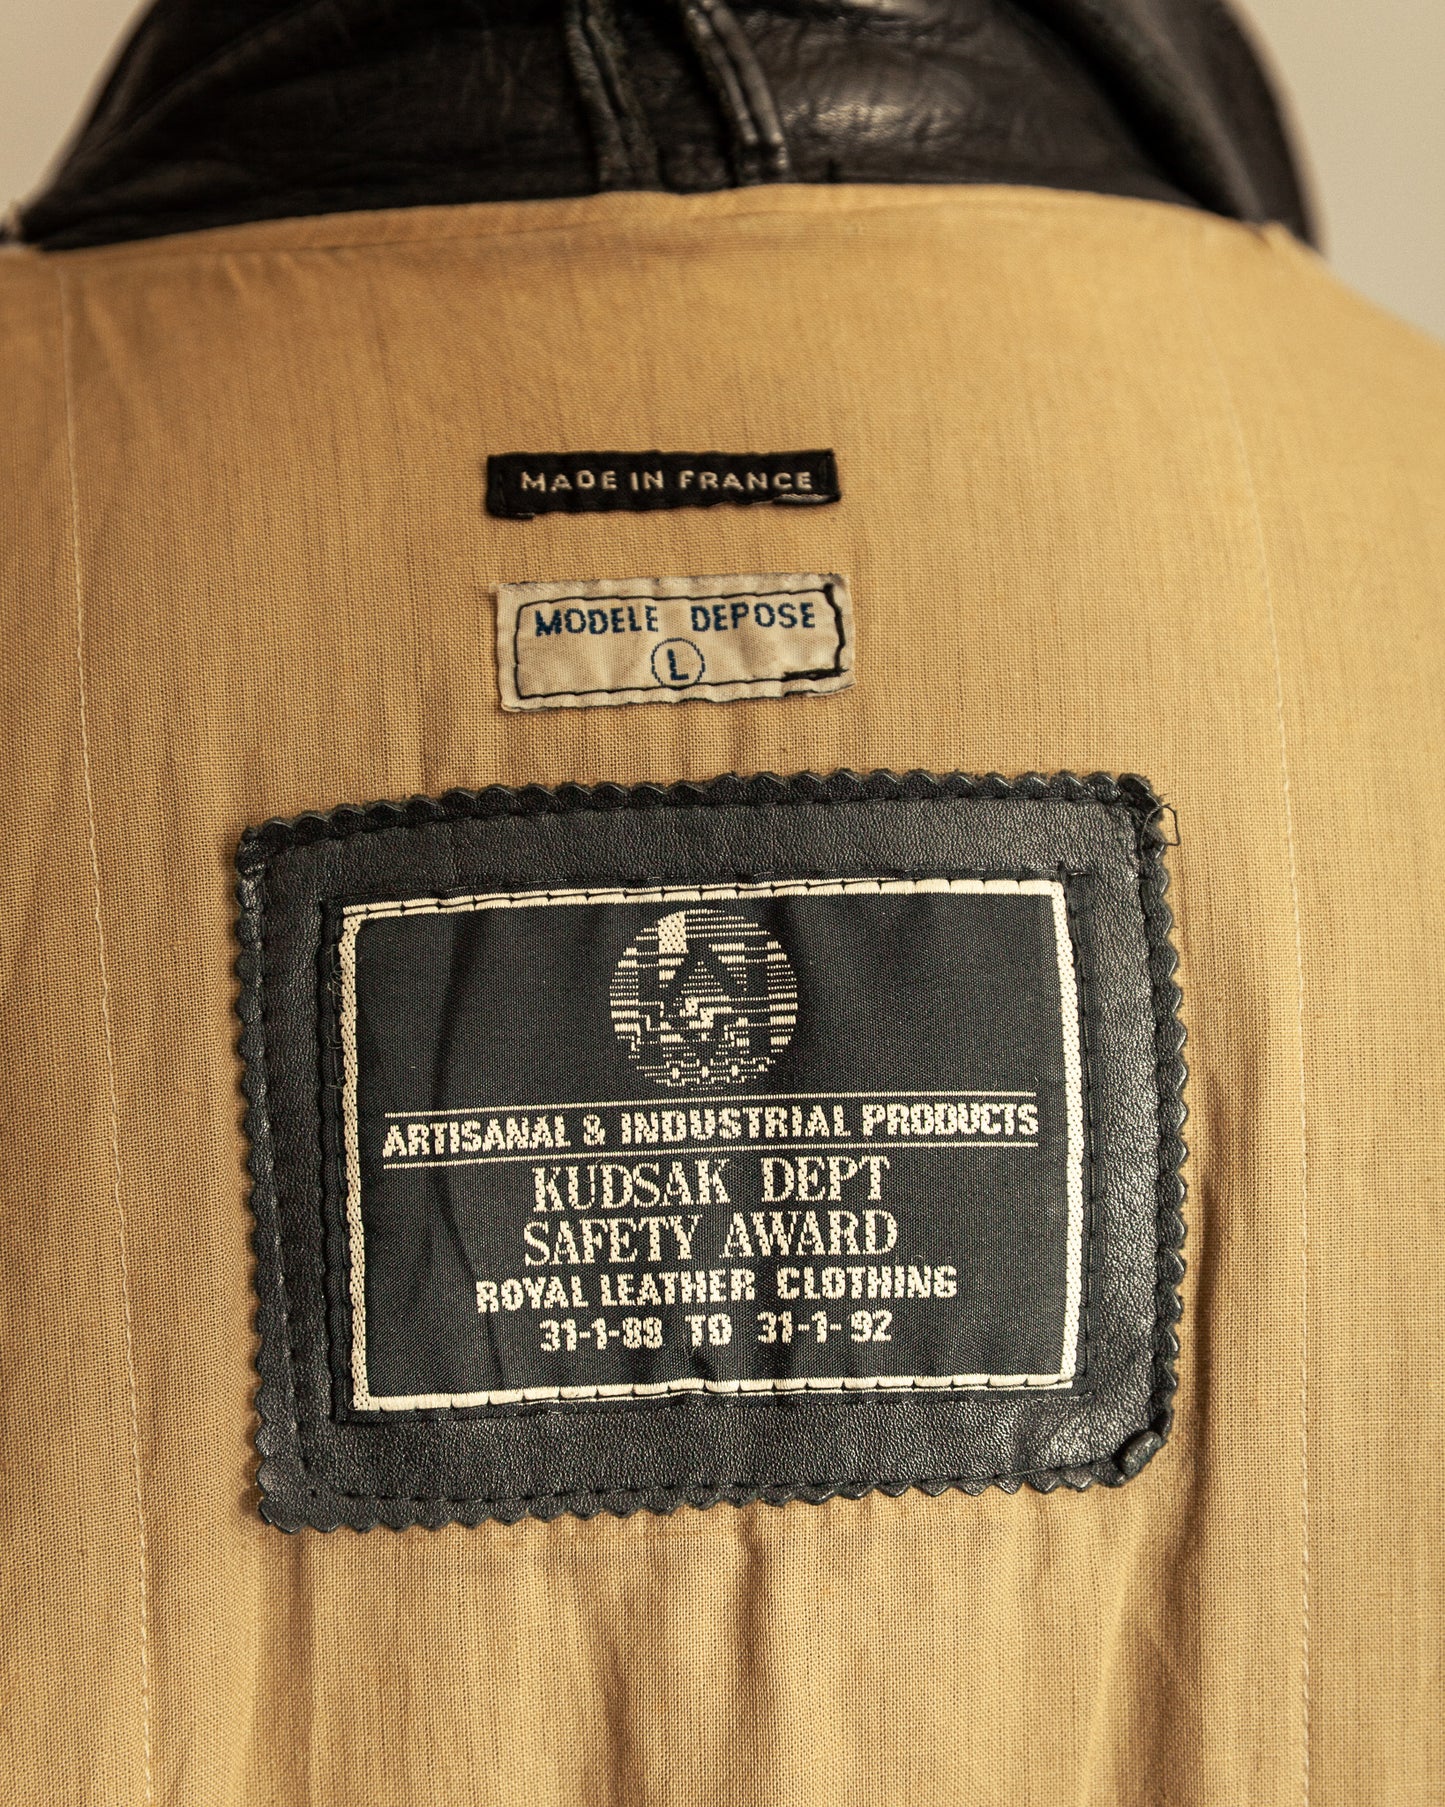 MADE IN FRANCE
MODELE DEPOSE
L
ARTISANAL & INDUSTRIAL PRODUCTS
KUDSAK DEPT
SAFETY AWARD
ROYAL LEATHER CLOTHING
31-1-88 TO 31-1-92